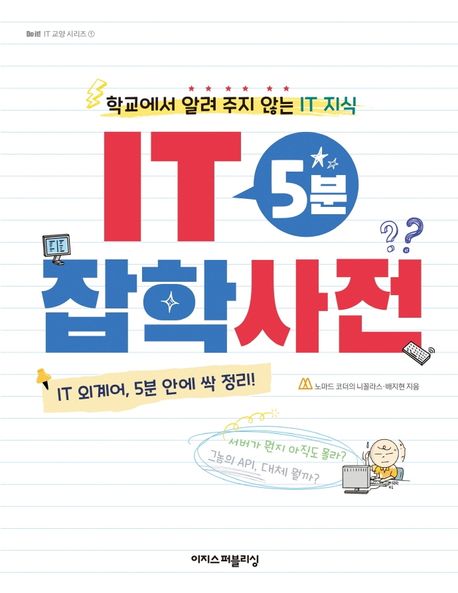 Do it! IT 교양 시리즈 ①
학교에서 알려 주지 않는 IT 지식
IT 5분
잡학사전
IT 외계어, 5분 안에 싹 정리!
노마드 코더의 니꼴라스·배지현 지음
서버가 뭔지 아직도 몰라?
그놈의 API, 대체 뭘까?
이지스 퍼블리싱